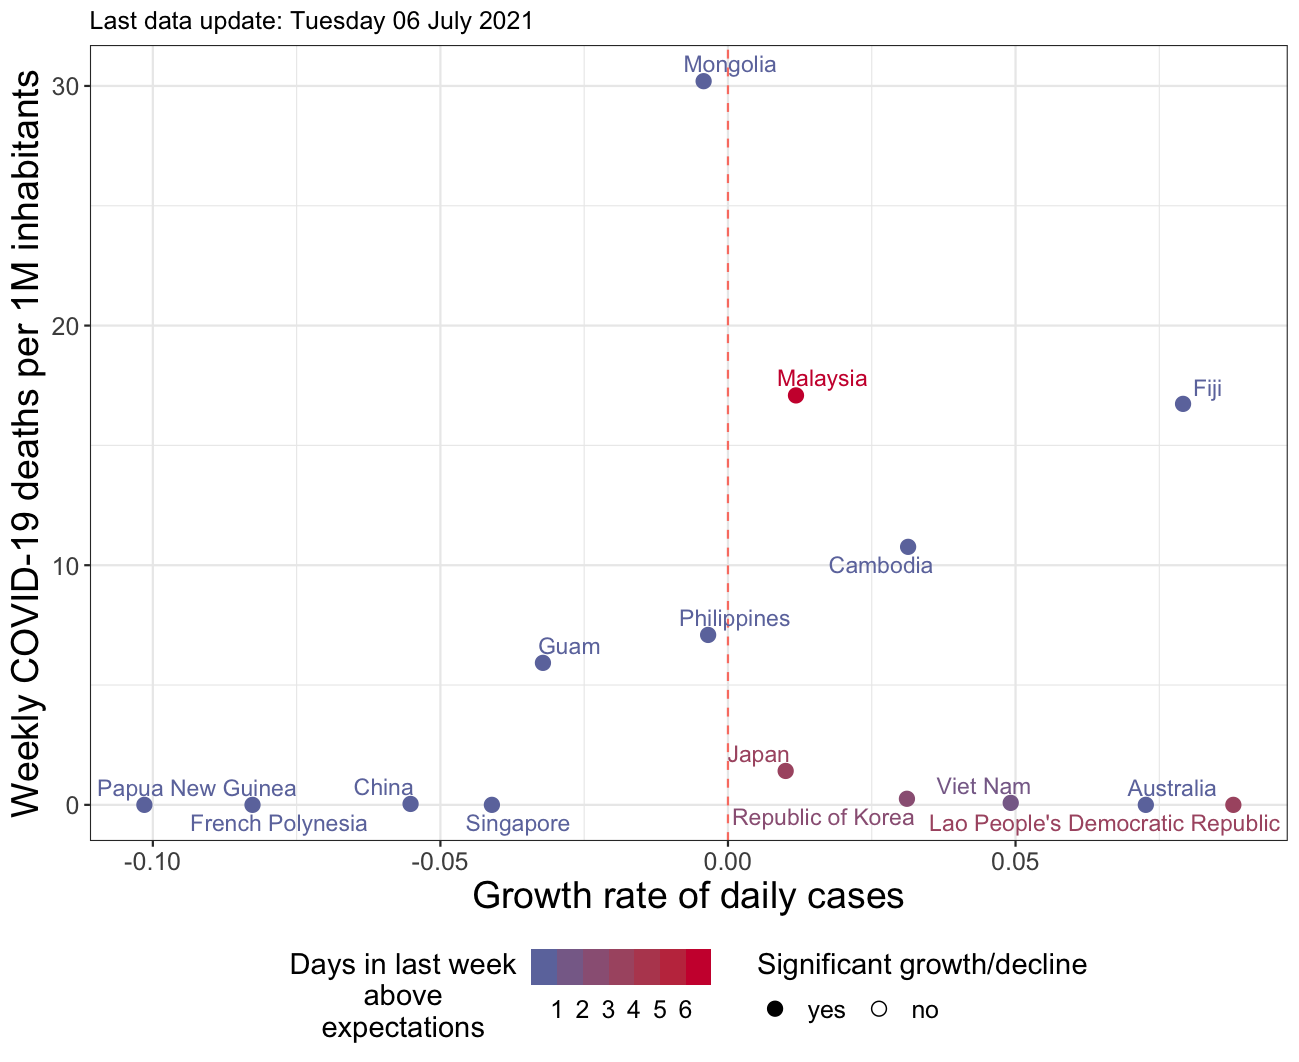 Last data update: Tuesday 06 July 2021
Weekly COVID-19 deaths per 1M inhabitants
30
20
10
0
Mongolia
Malaysia
Fiji
Cambodia
Philippines
Guam
Japan
Papua New Guinea
China
Viet Nam
Australia
French Polynesia
Singapore
Republic of Korea
Lao People's Democratic Republic
-0.10
-0.05
0.00
0.05
Growth rate of daily cases
Days in last week
above
expectations
1 2 3 4 5 6
Significant growth/decline
yes
no